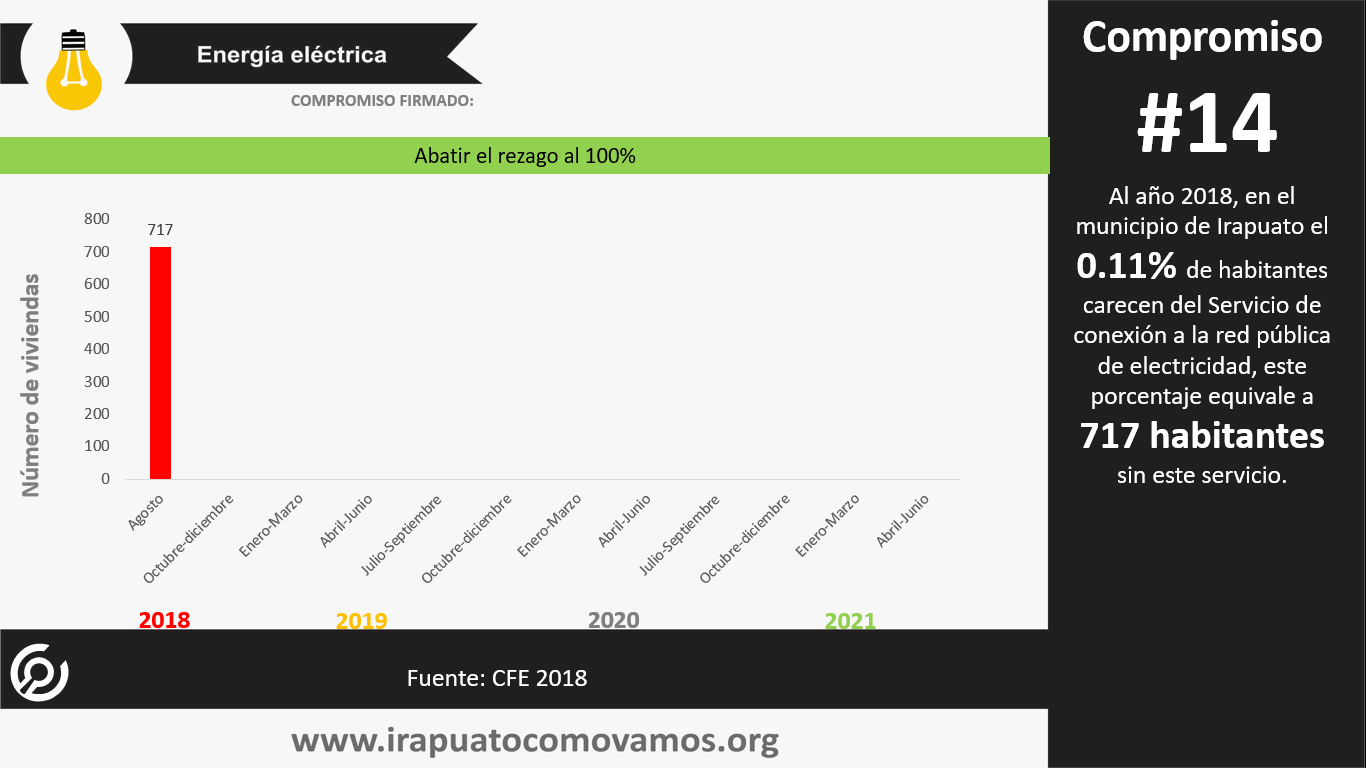 Energía eléctrica
COMPROMISO FIRMADO:
Abatir el rezago al 100%
Número de viviendas
800
700
600
500
400
300
200
100
0
717
Agosto
Octubre-diciembre
Enero-Marzo
Abril-Junio
Julio-Septiembre
Octubre-diciembre
Enero-Marzo
Abril-Junio
Julio-Septiembre
Octubre-diciembre
Enero-Marzo
Abril-Junio
2018
2019
2020
2021
Fuente: CFE 2018
www.irapuatocomovamos.org
Compromiso
#14
Al año 2018, en el
municipio de Irapuato el
0.11% de habitantes
carecen del Servicio de
conexión a la red pública
de electricidad, este
porcentaje equivale a
717 habitantes
sin este servicio.